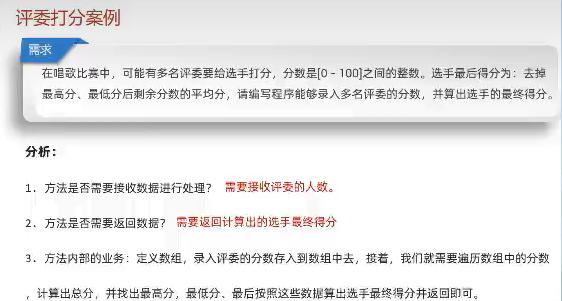 评委打分案例
需求
在唱歌比赛中，可能有多名评委要给选手打分，分数是[0 - 100]之间的整数。选手最后得分为：去掉
最高分、最低分后剩余分数的平均分，请编写程序能够录入多名评委的分数，并算出选手的最终得分。
分析：
1、方法是否需要接收数据进行处理？ 需要接收评委的人数。
2、方法是否需要返回数据？ 需要返回计算出的选手最终得分
3、方法内部的业务：定义数组，录入评委的分数存入到数组中去，接着，我们就需要遍历数组中的分数
，计算出总分，并找出最高分，最低分、最后按照这些数据算出选手最终得分并返回即可。